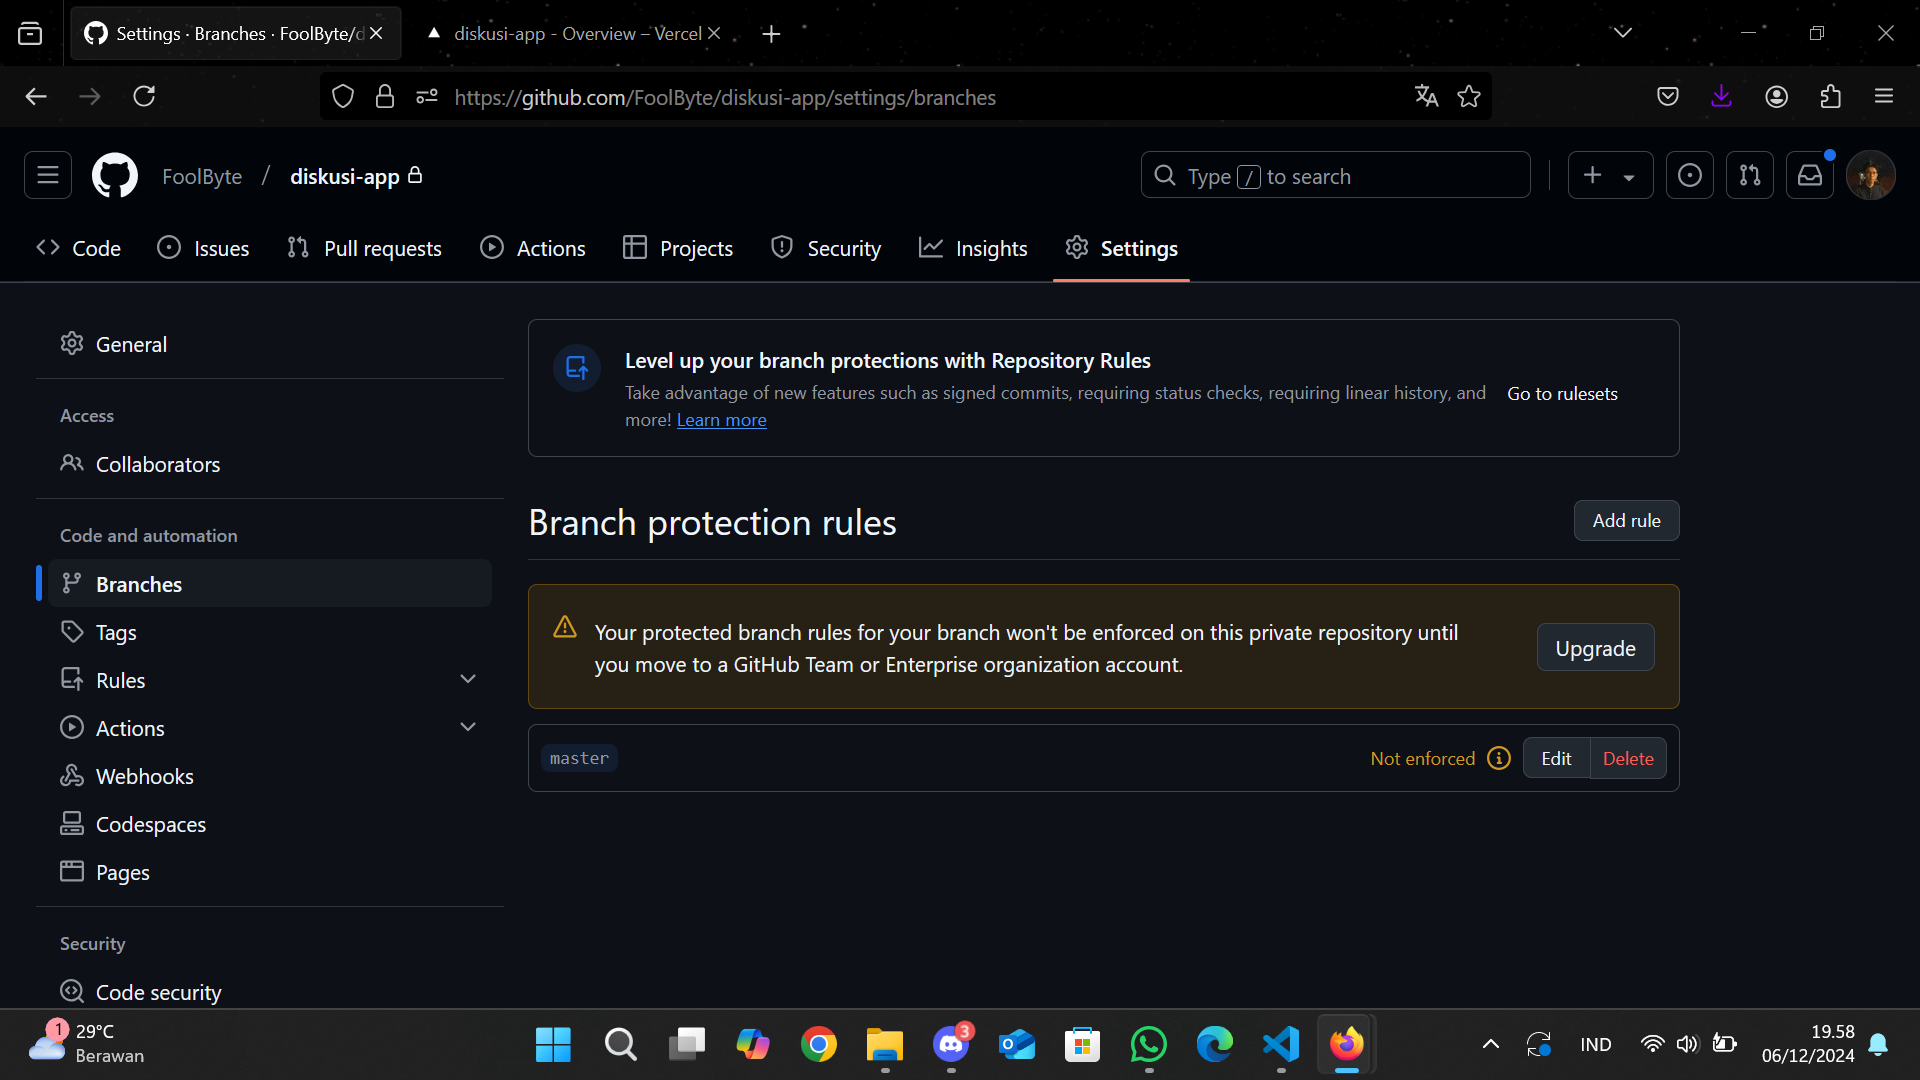 Settings · Branches · FoolByte/d
diskusi-app - Overview – Vercel
https://github.com/FoolByte/diskusi-app/settings/branches
FoolByte / diskusi-app
Type / to search
Code
Issues
Pull requests
Actions
Projects
Security
Insights
Settings
General
Access
Collaborators
Code and automation
Branches
Tags
Rules
Actions
Webhooks
Codespaces
Pages
Security
Code security
Level up your branch protections with Repository Rules
Take advantage of new features such as signed commits, requiring status checks, requiring linear history, and
more! Learn more
Go to rulesets
Branch protection rules
Add rule
Your protected branch rules for your branch won't be enforced on this private repository until
you move to a GitHub Team or Enterprise organization account.
Upgrade
master
Not enforced
Edit
Delete
1
29°C
Berawan
3
IND
19.58
06/12/2024